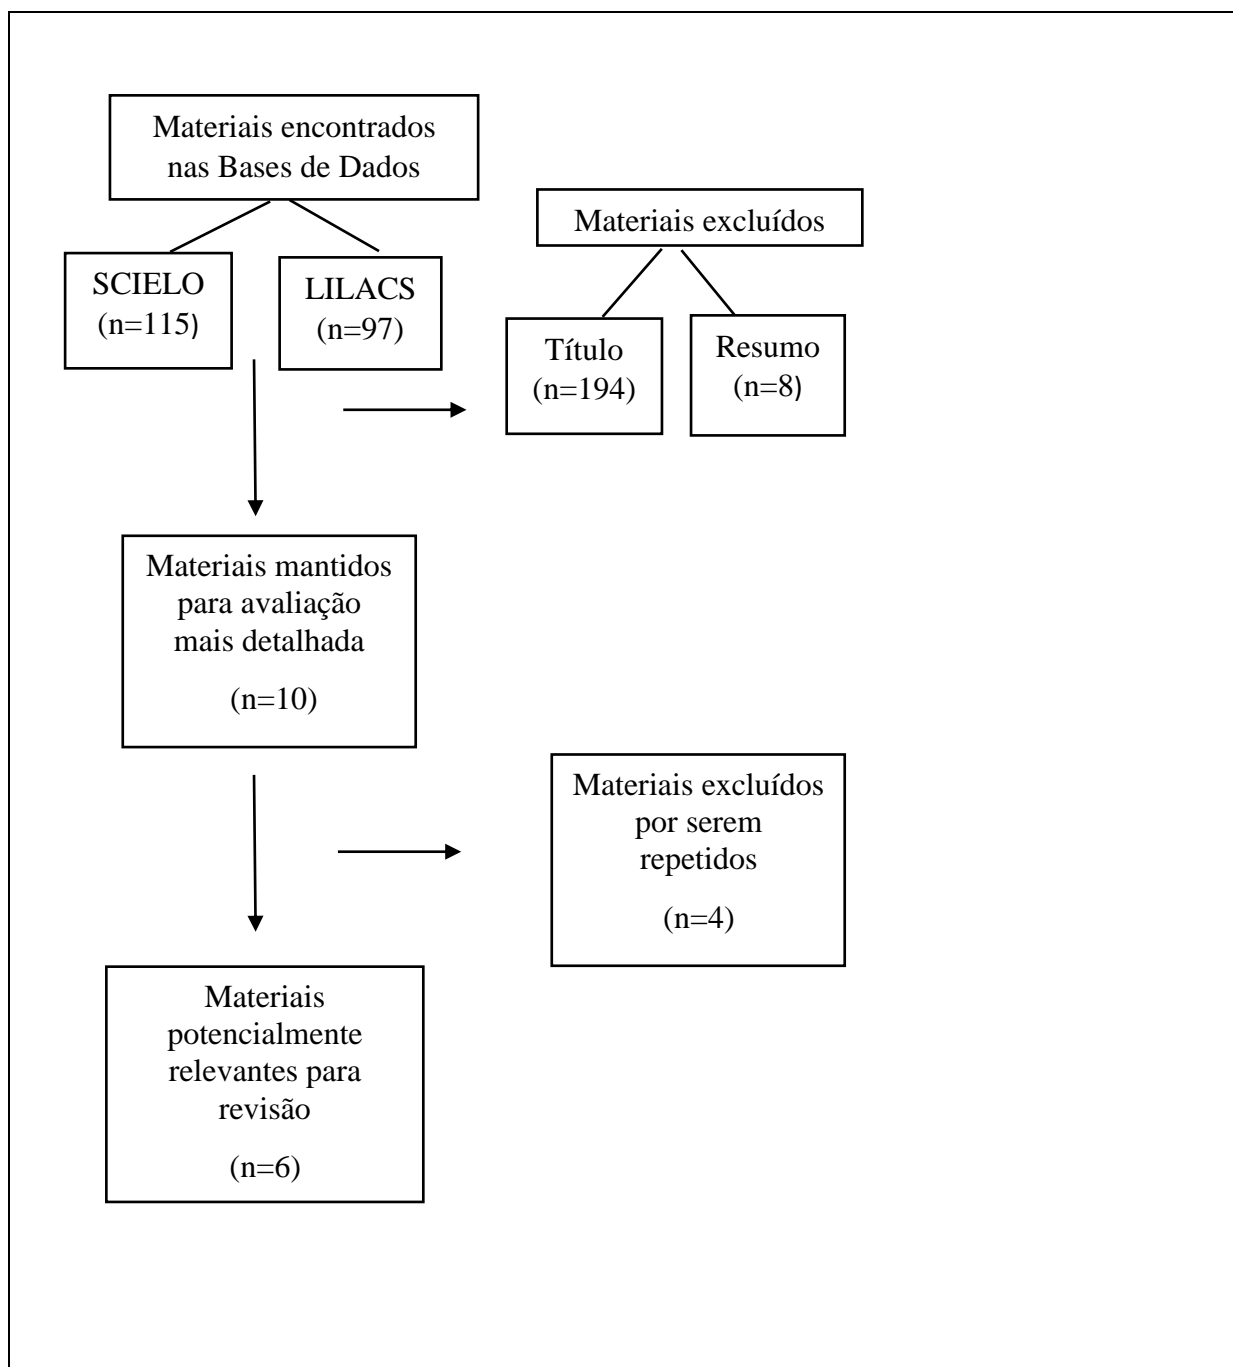 Materiais encontrados
nas Bases de Dados
SCIELO
(n=115)
LILACS
(n=97)
Materiais excluídos
Título
(n=194)
Resumo
(n=8)
Materiais mantidos
para avaliação
mais detalhada
(n=10)
Materiais excluídos
por serem
repetidos
(n=4)
Materiais
potencialmente
relevantes para
revisão
(n=6)